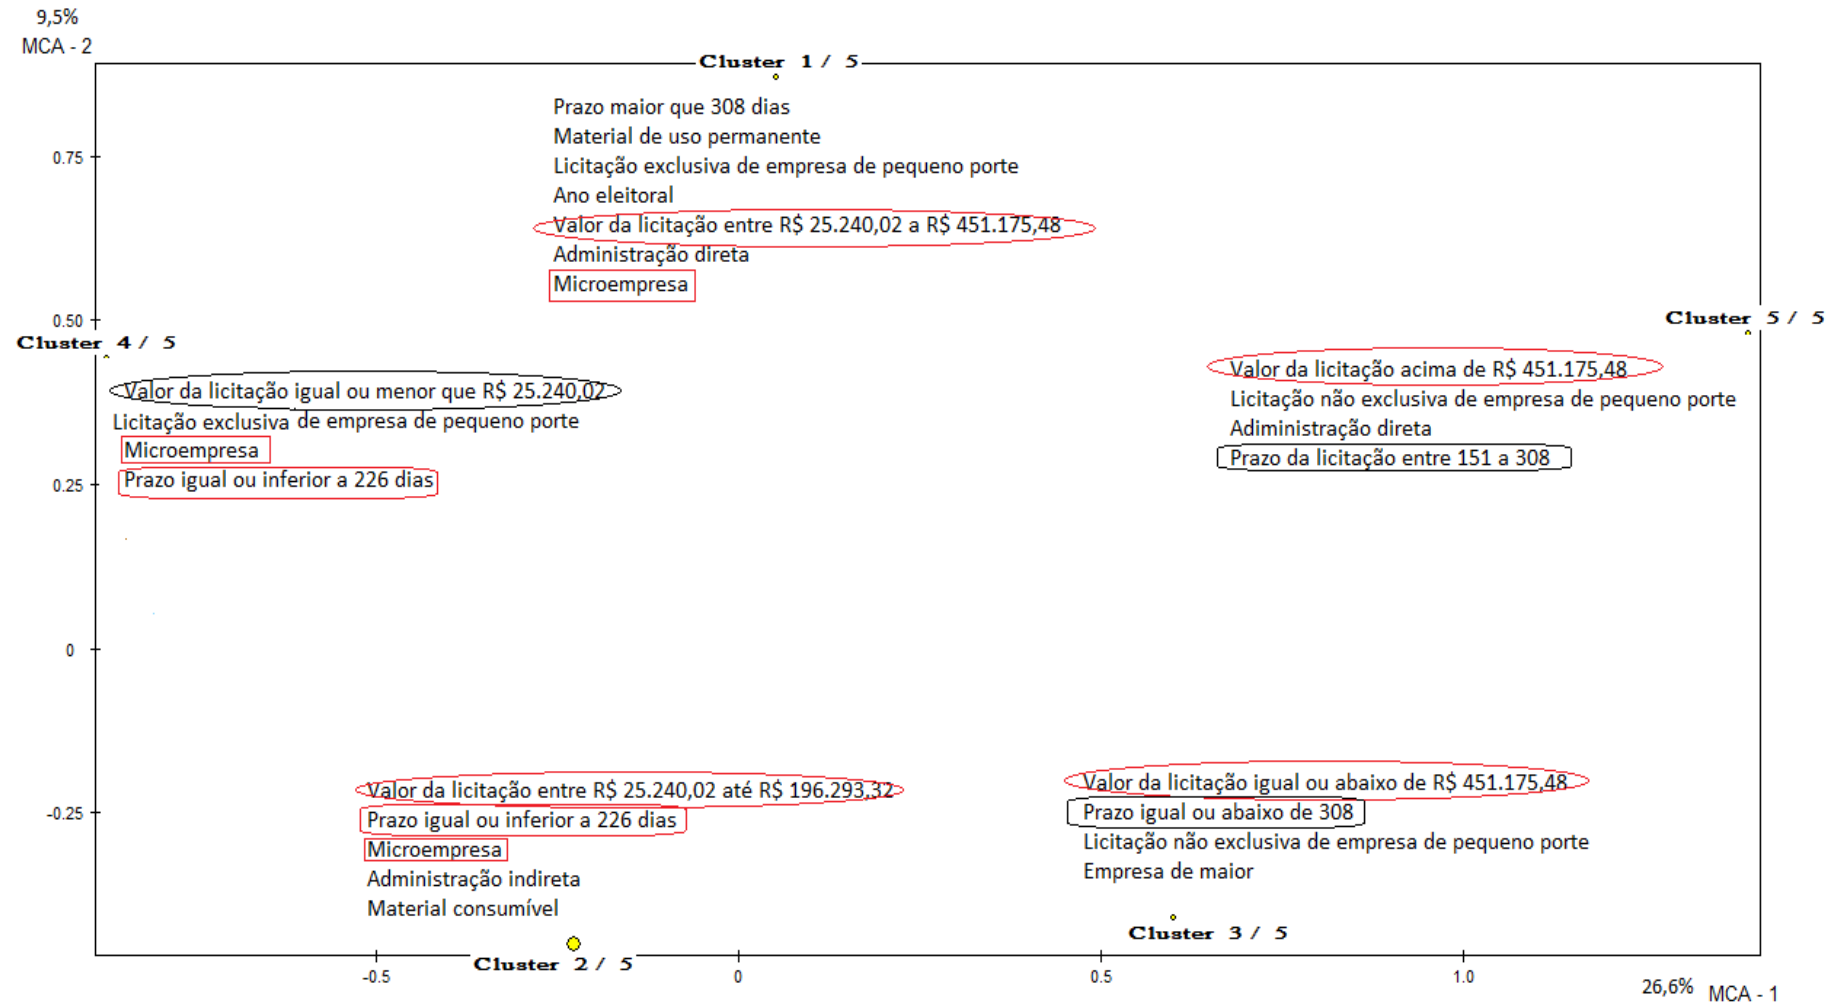 9,5%
MCA - 2
Cluster 1 / 5
Prazo maior que 308 dias
Material de uso permanente
Licitação exclusiva de empresa de pequeno porte
Ano eleitoral
Valor da licitação entre R$ 25.240,02 a R$ 451.175,48
Administração direta
Microempresa
0.75
0.50
Cluster 4 / 5
Valor da licitação igual ou menor que R$ 25.240,02
Licitação exclusiva de empresa de pequeno porte
Microempresa
Prazo igual ou inferior a 226 dias
0.25
Cluster 5 / 5
Valor da licitação acima de R$ 451.175,48
Licitação não exclusiva de empresa de pequeno porte
Adiministração direta
Prazo da licitação entre 151 a 308
0
-0.25
Valor da licitação entre R$ 25.240,02 até R$ 196.293,32
Prazo igual ou inferior a 226 dias
Microempresa
Administração indireta
Material consumível
Cluster 2 / 5
Valor da licitação igual ou abaixo de R$ 451.175,48
Prazo igual ou abaixo de 308
Licitação não exclusiva de empresa de pequeno porte
Empresa de maior
Cluster 3 / 5
-0.5
0
0.5
1.0
26,6% MCA - 1